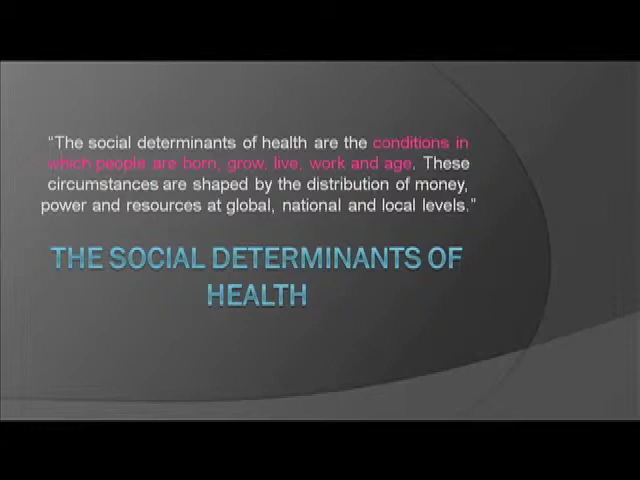 “The social determinants of health are the conditions in
which people are born, grow, live, work and age. These
circumstances are shaped by the distribution of money,
power and resources at global, national and local levels.”
THE SOCIAL DETERMINANTS OF
HEALTH